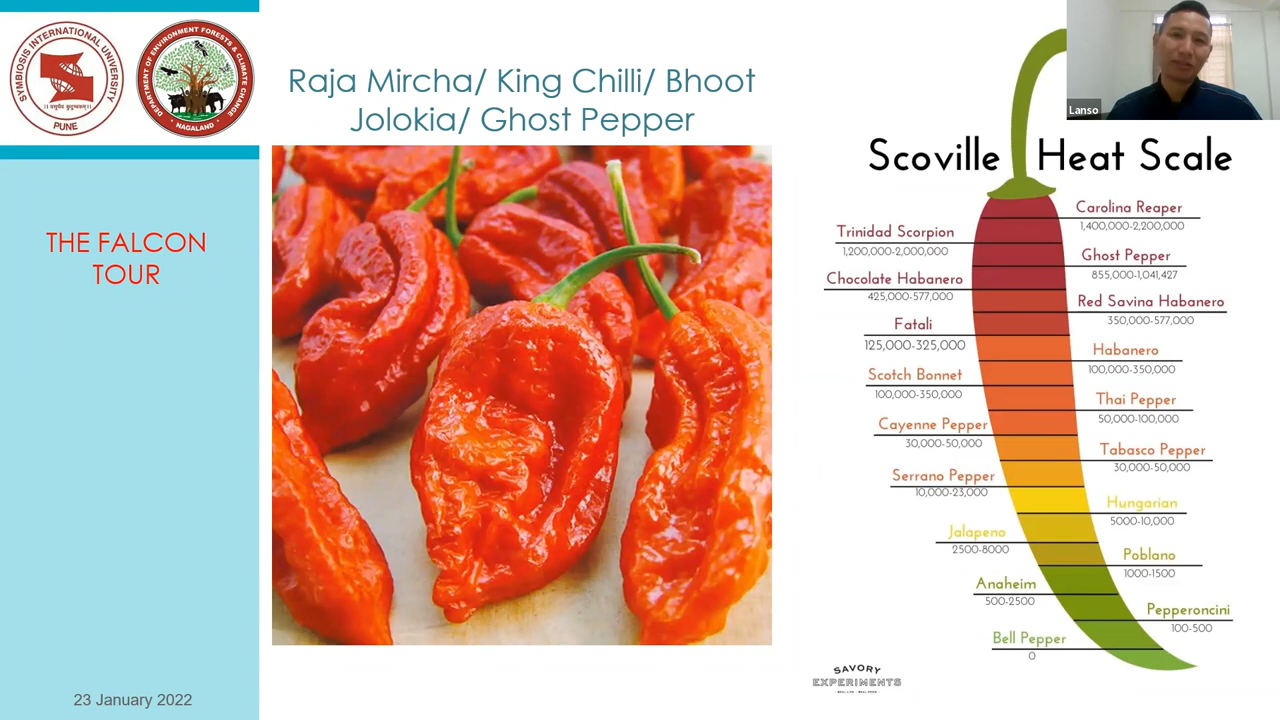 SYMBIOSIS INTERNATIONAL UNIVERSITY
PUNE
DEPARTMENT OF ENVIRONMENT FORESTS & CLIMATE CHANGE,
NAGALAND
Raja Mircha/ King Chilli/ Bhoot
Jolokia/ Ghost Pepper
Lanso
THE FALCON
TOUR
23 January 2022
Scoville Heat Scale
Carolina Reaper
1,400,000-2,200,000
Trinidad Scorpion
1,200,000-2,000,000
Ghost Pepper
855,000-1,041,427
Chocolate Habanero
425,000-577,000
Red Savina Habanero
350,000-577,000
Fatali
125,000-325,000
Habanero
100,000-350,000
Scotch Bonnet
100,000-350,000
Thai Pepper
50,000-100,000
Cayenne Pepper
30,000-50,000
Tabasco Pepper
30,000-50,000
Serrano Pepper
10,000-23,000
Hungarian
5000-10,000
Jalapeno
2500-8000
Poblano
1000-1500
Anaheim
500-2500
Pepperoncini
100-500
Bell Pepper
0
SAVORY
EXPERIMENTS
REAL LIFE · REAL FOOD